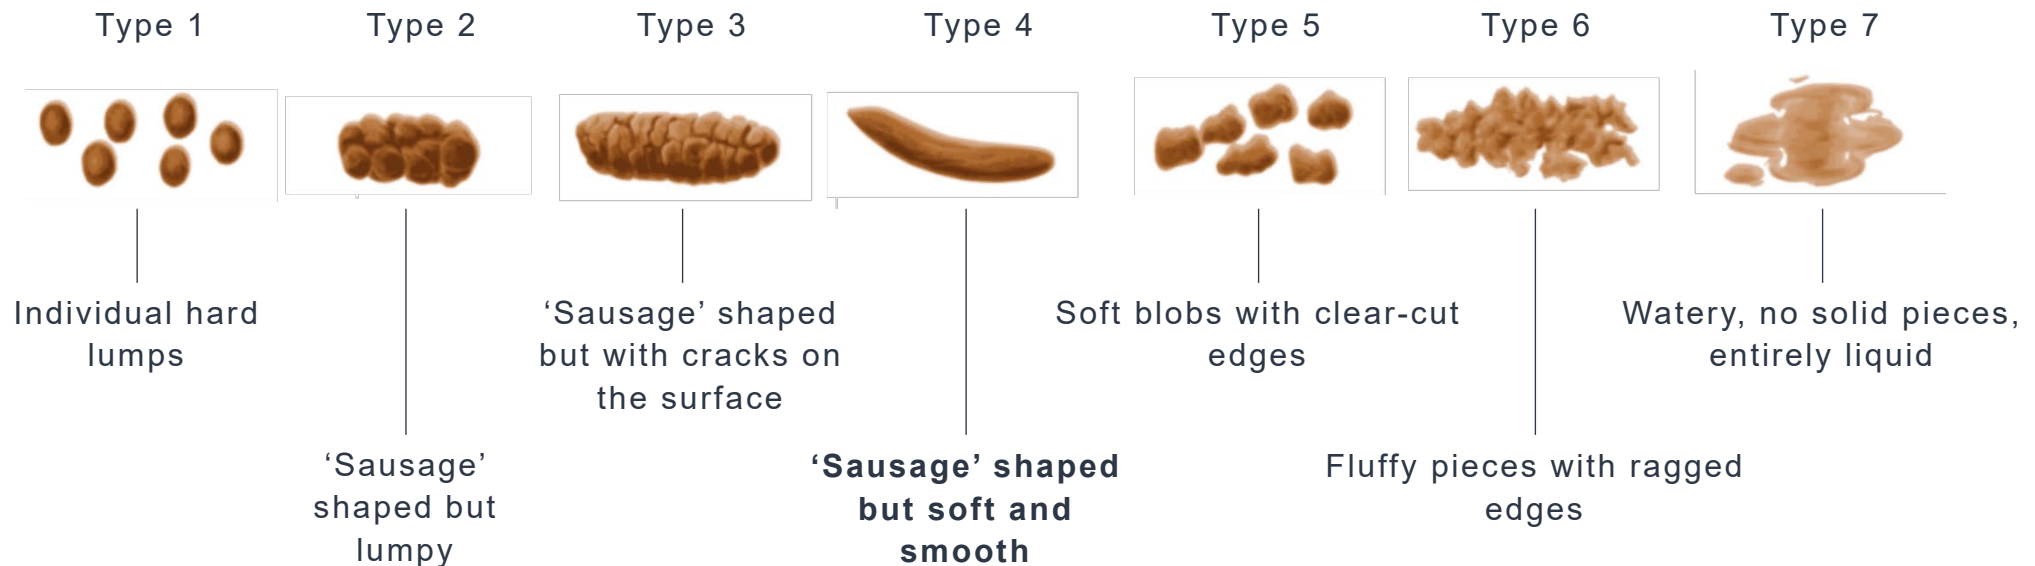 Type 1
Type 2
Type 3
Type 4
Type 5
Type 6
Type 7
Individual hard
lumps
‘Sausage’
shaped but
lumpy
‘Sausage’ shaped
but with cracks on
the surface
‘Sausage’ shaped
but soft and
smooth
Soft blobs with clear-cut
edges
Fluffy pieces with ragged
edges
Watery, no solid pieces,
entirely liquid